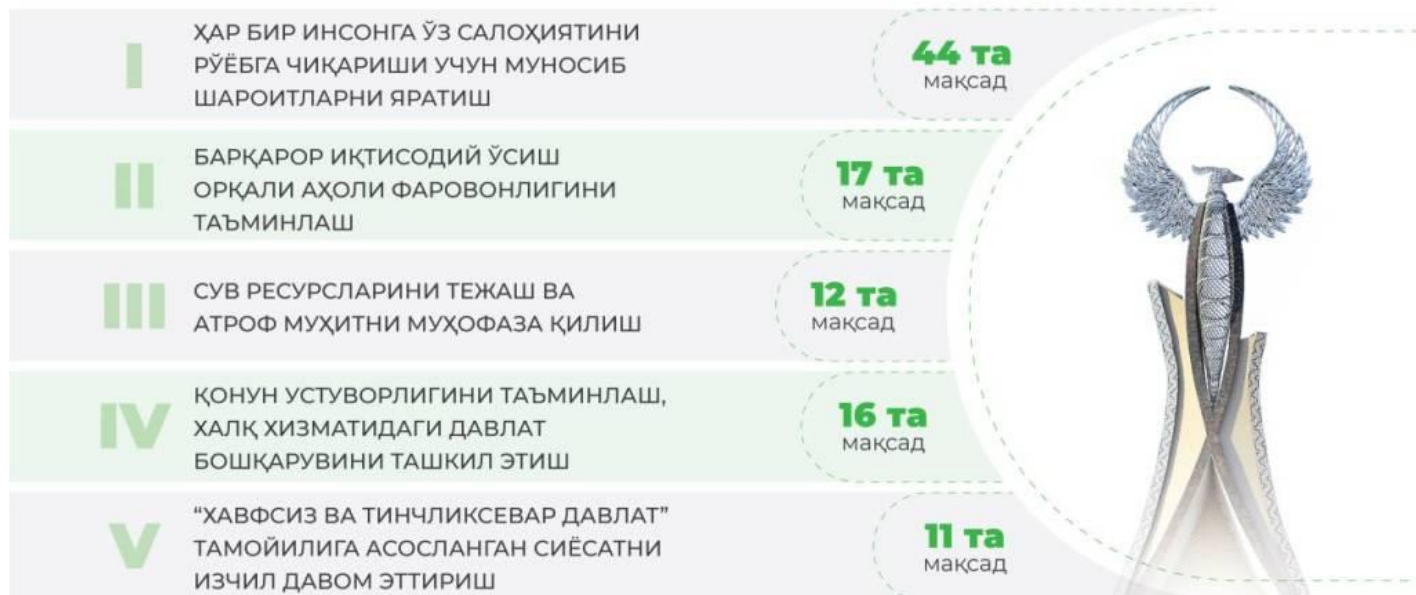 I
ҲАР БИР ИНСОНГА ЎЗ САЛОҲИЯТИНИ
РЎЁБГА ЧИҚАРИШИ УЧУН МУНОСИБ
ШАРОИТЛАРНИ ЯРАТИШ
44 та
мақсад
II
БАРҚАРОР ИҚТИСОДИЙ ЎСИШ
ОРҚАЛИ АҲОЛИ ФАРОВОНЛИГИНИ
ТАЪМИНЛАШ
17 та
мақсад
III
СУВ РЕСУРСЛАРИНИ ТЕЖАШ ВА
АТРОФ МУҲИТНИ МУҲОФАЗА ҚИЛИШ
12 та
мақсад
IV
ҚОНУН УСТУВОРЛИГИНИ ТАЪМИНЛАШ,
ХАЛҚ ХИЗМАТИДАГИ ДАВЛАТ
БОШҚАРУВИНИ ТАШКИЛ ЭТИШ
16 та
мақсад
V
“ХАВФСИЗ ВА ТИНЧЛИКСЕВАР ДАВЛАТ”
ТАМОЙИЛИГА АСОСЛАНГАН СИЁСАТНИ
ИЗЧИЛ ДАВОМ ЭТТИРИШ
11 та
мақсад